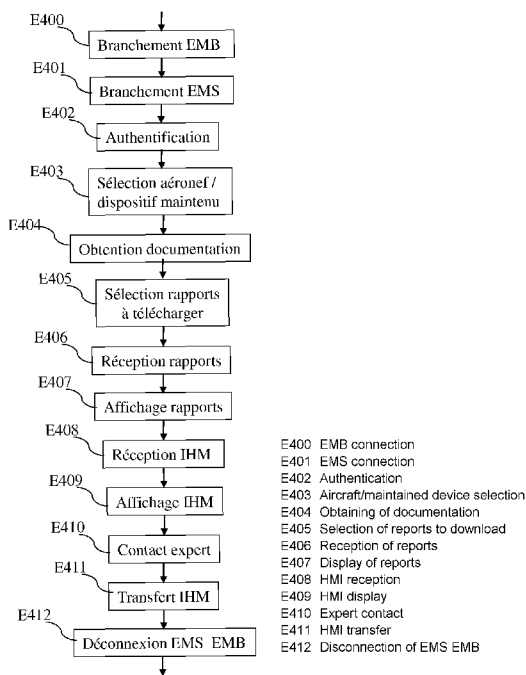 E400
Branchement EMB
E401
Branchement EMS
E402
Authentification
E403
Sélection aéronef /
dispositif maintenu
E404
Obtention documentation
E405
Sélection rapports
à télécharger
E406
Réception rapports
E407
Affichage rapports
E408
Réception IHM
E409
Affichage IHM
E410
Contact expert
E411
Transfert IHM
E412
Déconnexion EMS EMB
E400 EMB connection
E401 EMS connection
E402 Authentication
E403 Aircraft/maintained device selection
E404 Obtaining of documentation
E405 Selection of reports to download
E406 Reception of reports
E407 Display of reports
E408 HMI reception
E409 HMI display
E410 Expert contact
E411 HMI transfer
E412 Disconnection of EMS EMB